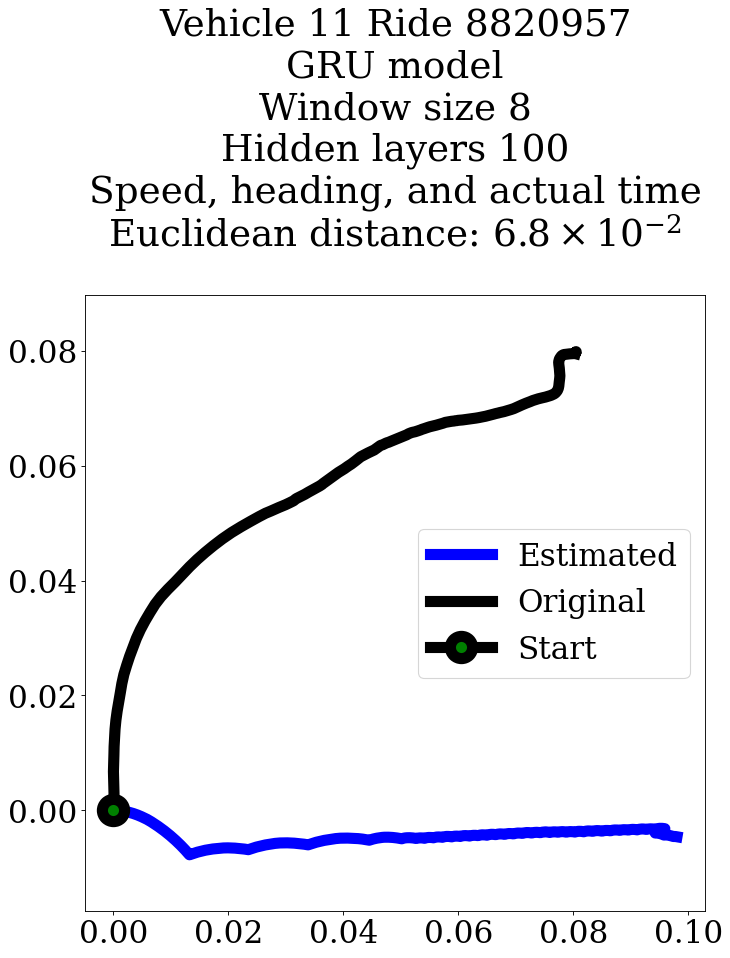 Vehicle 11 Ride 8820957
GRU model
Window size 8
Hidden layers 100
Speed, heading, and actual time
Euclidean distance: 6.8 × 10⁻²
0.08
0.06
0.04
0.02
0.00
Estimated
Original
Start
0.00 0.02 0.04 0.06 0.08 0.10